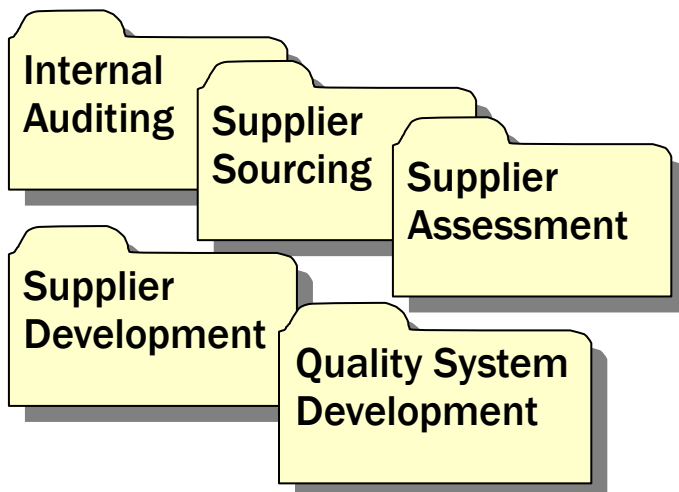 Internal
Auditing
Supplier
Sourcing
Supplier
Assessment
Supplier
Development
Quality System
Development